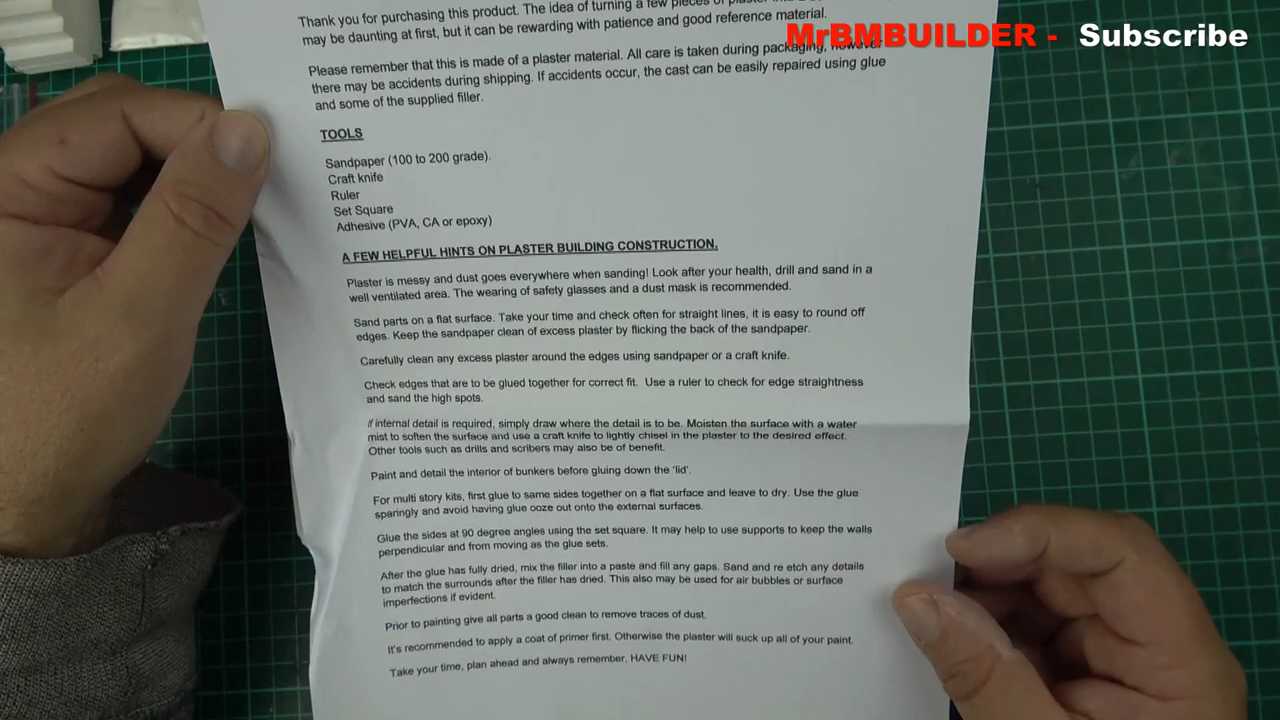 Thank you for purchasing this product. The idea of turning a few pieces of plaster into a
may be daunting at first, but it can be rewarding with patience and good reference material.
MrBMBUILDER - Subscribe
Please remember that this is made of a plaster material. All care is taken during packaging, however
there may be accidents during shipping. If accidents occur, the cast can be easily repaired using glue
and some of the supplied filler.
TOOLS
Sandpaper (100 to 200 grade).
Craft knife
Ruler
Set Square
Adhesive (PVA, CA or epoxy)
A FEW HELPFUL HINTS ON PLASTER BUILDING CONSTRUCTION.
Plaster is messy and dust goes everywhere when sanding! Look after your health, drill and sand in a
well ventilated area. The wearing of safety glasses and a dust mask is recommended.
Sand parts on a flat surface. Take your time and check often for straight lines, it is easy to round off
edges. Keep the sandpaper clean of excess plaster by flicking the back of the sandpaper.
Carefully clean any excess plaster around the edges using sandpaper or a craft knife.
Check edges that are to be glued together for correct fit. Use a ruler to check for edge straightness
and sand the high spots.
If internal detail is required, simply draw where the detail is to be. Moisten the surface with a water
mist to soften the surface and use a craft knife to lightly chisel in the plaster to the desired effect.
Other tools such as drills and scribers may also be of benefit.
Paint and detail the interior of bunkers before gluing down the 'lid'.
For multi story kits, first glue to same sides together on a flat surface and leave to dry. Use the glue
sparingly and avoid having glue ooze out onto the external surfaces.
Glue the sides at 90 degree angles using the set square. It may help to use supports to keep the walls
perpendicular and from moving as the glue sets.
After the glue has fully dried, mix the filler into a paste and fill any gaps. Sand and re etch any details
to match the surrounds after the filler has dried. This also may be used for air bubbles or surface
imperfections if evident.
Prior to painting give all parts a good clean to remove traces of dust.
It's recommended to apply a coat of primer first. Otherwise the plaster will suck up all of your paint.
Take your time, plan ahead and always remember, HAVE FUN!